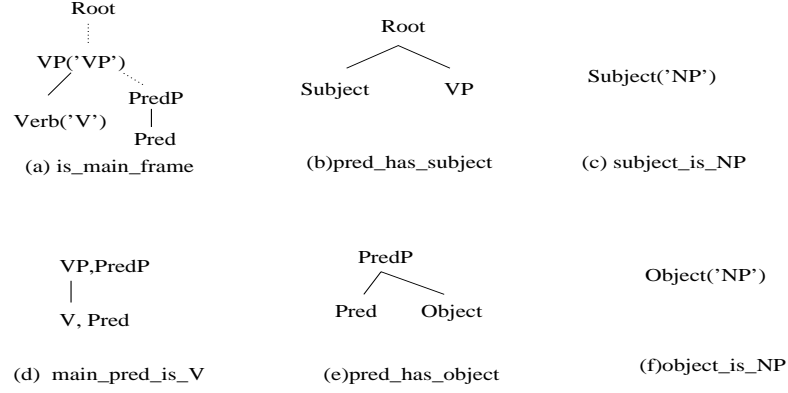 Root
VP('VP')
PredP
Verb('V')
Pred
(a) is_main_frame
Root
Subject VP
(b)pred_has_subject
Subject('NP')
(c) subject_is_NP
VP,PredP
V, Pred
(d) main_pred_is_V
PredP
Pred Object
(e)pred_has_object
Object('NP')
(f)object_is_NP